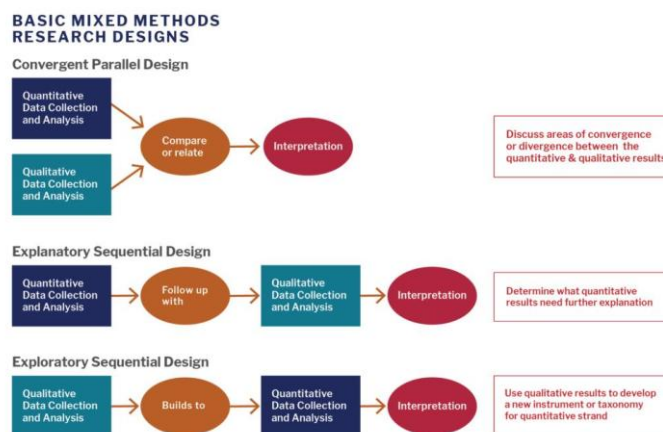 BASIC MIXED METHODS
RESEARCH DESIGNS
Convergent Parallel Design
Quantitative
Data Collection
and Analysis
Qualitative
Data Collection
and Analysis
Compare
or relate
Interpretation
Discuss areas of convergence
or divergence between the
quantitative & qualitative results
Explanatory Sequential Design
Quantitative
Data Collection
and Analysis
Follow up
with
Qualitative
Data Collection
and Analysis
Interpretation
Determine what quantitative
results need further explanation
Exploratory Sequential Design
Qualitative
Data Collection
and Analysis
Builds to
Quantitative
Data Collection
and Analysis
Interpretation
Use qualitative results to develop
a new instrument or taxonomy
for quantitative strand